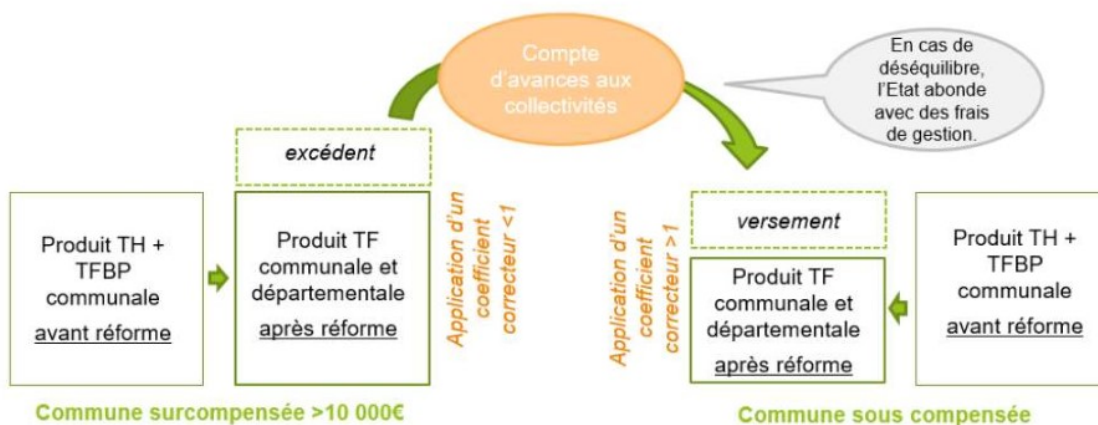 Compte
d'avances aux
collectivités
En cas de
déséquilibre,
l'Etat abonde
avec des frais
de gestion.
excédent
Produit TH +
TFBP
communale
avant réforme
Produit TF
communale et
départementale
après réforme
Application d'un
coefficient
correcteur <1
Application d'un
coefficient
correcteur >1
versement
Produit TF
communale et
départementale
après réforme
Produit TH +
TFBP
communale
avant réforme
Commune surcompensée >10 000€
Commune sous compensée